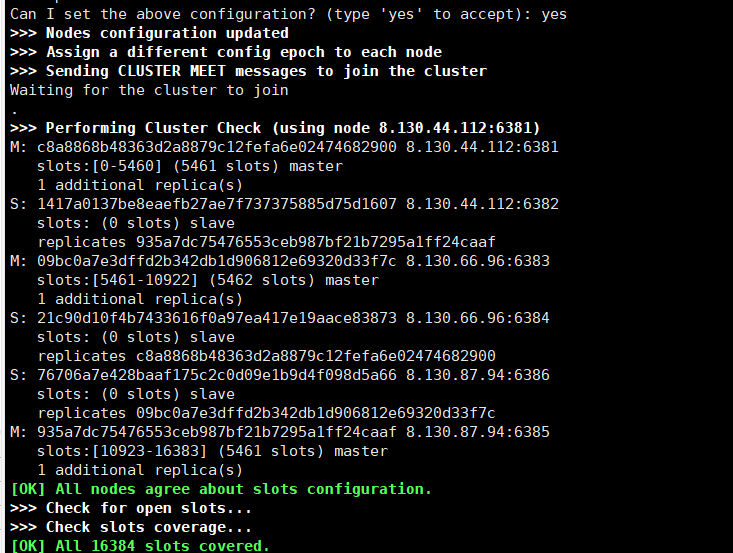 Can I set the above configuration? (type 'yes' to accept): yes
>>> Nodes configuration updated
>>> Assign a different config epoch to each node
>>> Sending CLUSTER MEET messages to join the cluster
Waiting for the cluster to join
.
>>> Performing Cluster Check (using node 8.130.44.112:6381)
M: c8a8868b48363d2a8879c12fefa6e02474682900 8.130.44.112:6381
   slots:[0-5460] (5461 slots) master
   1 additional replica(s)
S: 1417a0137be8eaefb27ae7f737375885d75d1607 8.130.44.112:6382
   slots: (0 slots) slave
   replicates 935a7dc75476553ceb987bf21b7295a1ff24caaf
M: 09bc0a7e3dffd2b342db1d906812e69320d33f7c 8.130.66.96:6383
   slots:[5461-10922] (5462 slots) master
   1 additional replica(s)
S: 21c90d10f4b7433616f0a97ea417e19aace83873 8.130.66.96:6384
   slots: (0 slots) slave
   replicates c8a8868b48363d2a8879c12fefa6e02474682900
S: 76706a7e428baaf175c2c0d09e1b9d4f098d5a66 8.130.87.94:6386
   slots: (0 slots) slave
   replicates 09bc0a7e3dffd2b342db1d906812e69320d33f7c
M: 935a7dc75476553ceb987bf21b7295a1ff24caaf 8.130.87.94:6385
   slots:[10923-16383] (5461 slots) master
   1 additional replica(s)
[OK] All nodes agree about slots configuration.
>>> Check for open slots...
>>> Check slots coverage...
[OK] All 16384 slots covered.